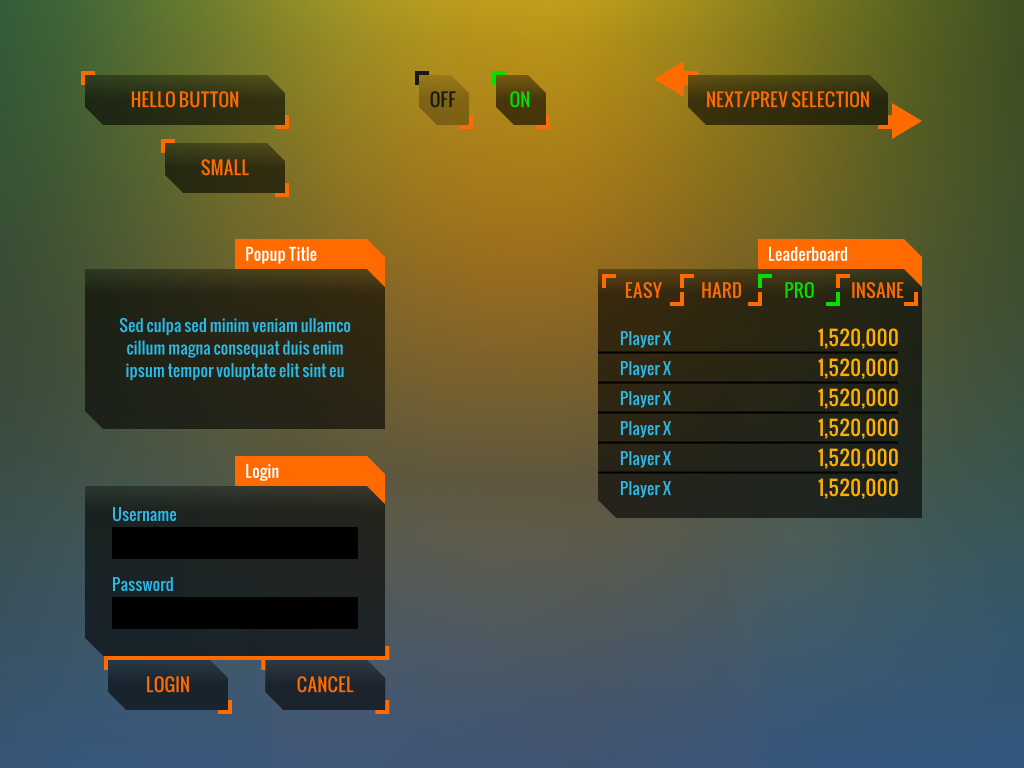 HELLO BUTTON
OFF
ON
NEXT/PREV SELECTION
SMALL
Popup Title
Sed culpa sed minim veniam ullamco
cillum magna consequat duis enim
ipsum tempor voluptate elit sint eu
Leaderboard
EASY HARD PRO INSANE
Player X 1,520,000
Player X 1,520,000
Player X 1,520,000
Player X 1,520,000
Player X 1,520,000
Player X 1,520,000
Login
Username
Password
LOGIN
CANCEL